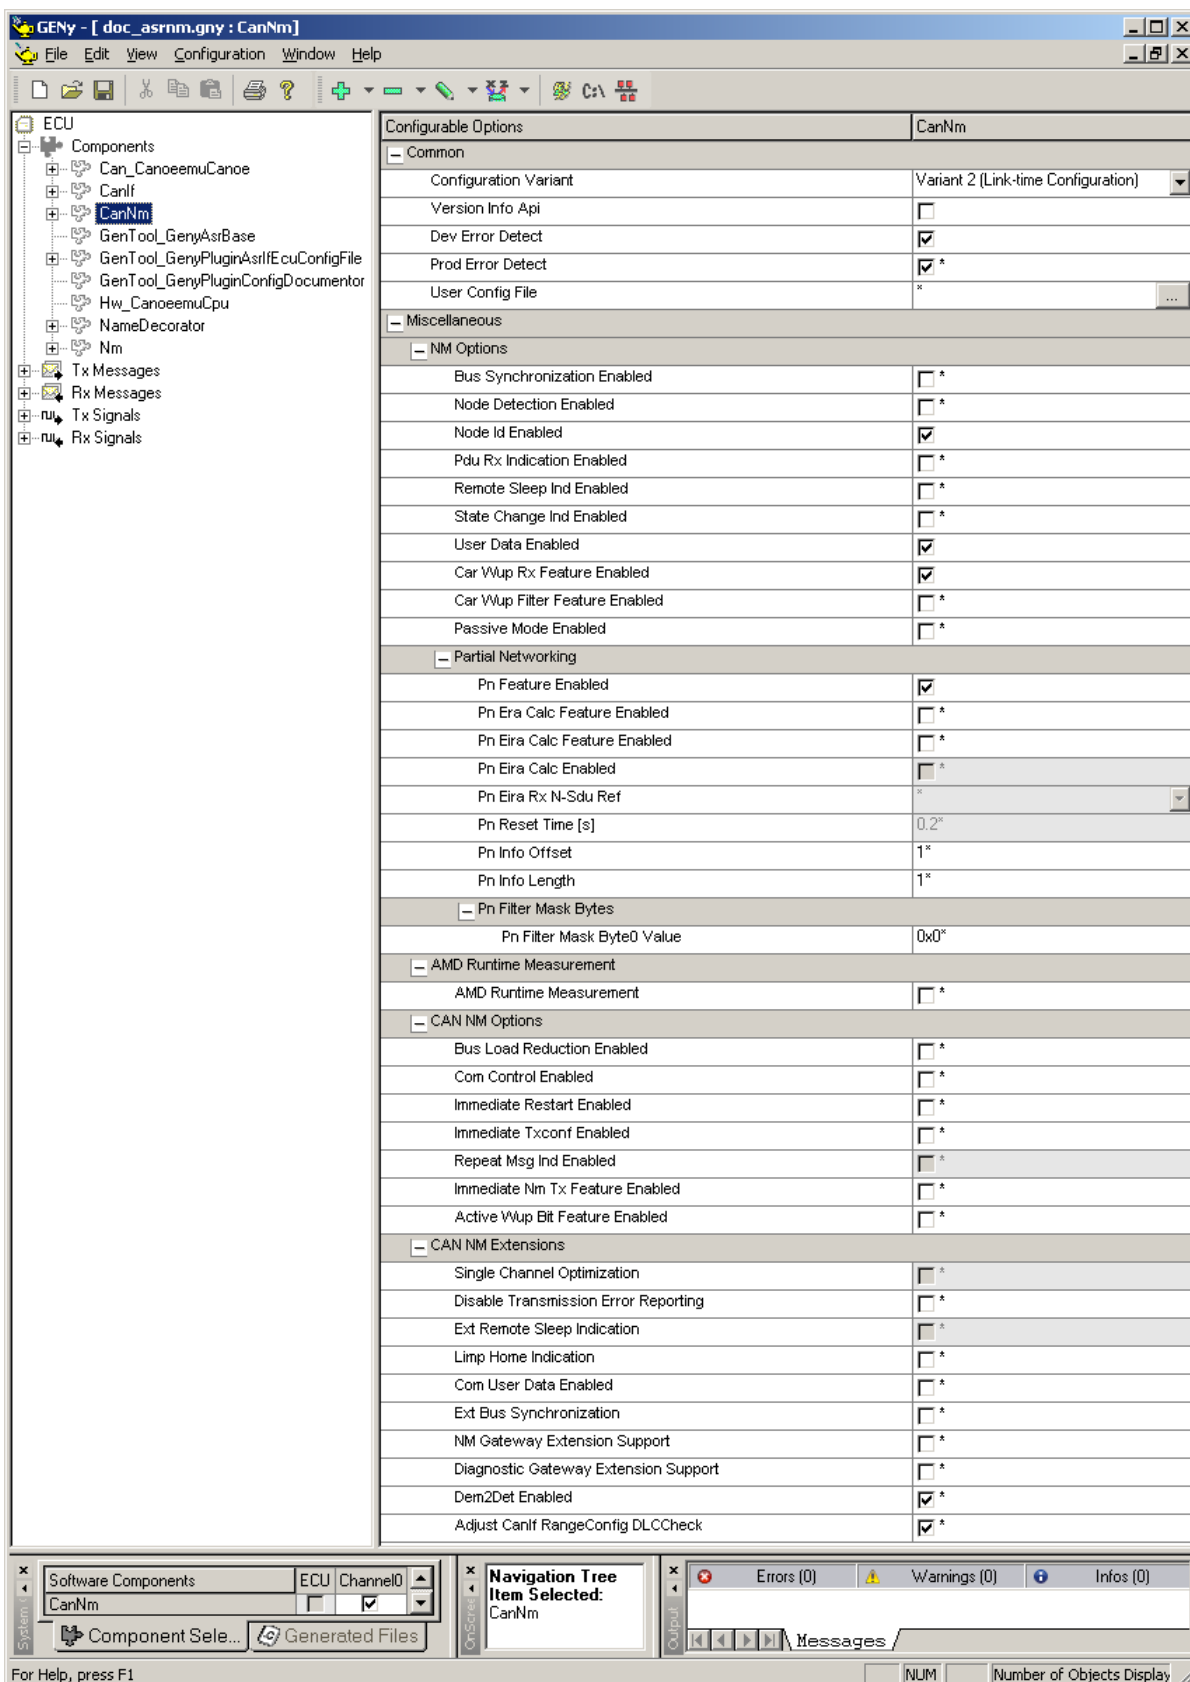 GENy - [ doc_asrnm.gny : CanNm]
File Edit View Configuration Window Help
C:\
ECU
Components
Can_CanoeemuCanoe
CanIf
CanNm
GenTool_GenyAsrBase
GenTool_GenyPluginAsrIfEcuConfigFile
GenTool_GenyPluginConfigDocumentor
Hw_CanoeemuCpu
NameDecorator
Nm
Tx Messages
Rx Messages
Tx Signals
Rx Signals
Configurable Options CanNm
Common
Configuration Variant Variant 2 (Link-time Configuration)
Version Info Api
Dev Error Detect
Prod Error Detect *
User Config File * ...
Miscellaneous
NM Options
Bus Synchronization Enabled *
Node Detection Enabled *
Node Id Enabled
Pdu Rx Indication Enabled *
Remote Sleep Ind Enabled *
State Change Ind Enabled *
User Data Enabled
Car Wup Rx Feature Enabled
Car Wup Filter Feature Enabled *
Passive Mode Enabled *
Partial Networking
Pn Feature Enabled
Pn Era Calc Feature Enabled *
Pn Eira Calc Feature Enabled *
Pn Eira Calc Enabled *
Pn Eira Rx N-Sdu Ref *
Pn Reset Time [s] 0.2*
Pn Info Offset 1*
Pn Info Length 1*
Pn Filter Mask Bytes
Pn Filter Mask Byte0 Value 0x0*
AMD Runtime Measurement
AMD Runtime Measurement *
CAN NM Options
Bus Load Reduction Enabled *
Com Control Enabled *
Immediate Restart Enabled *
Immediate Txconf Enabled *
Repeat Msg Ind Enabled *
Immediate Nm Tx Feature Enabled *
Active Wup Bit Feature Enabled *
CAN NM Extensions
Single Channel Optimization *
Disable Transmission Error Reporting *
Ext Remote Sleep Indication *
Limp Home Indication *
Com User Data Enabled *
Ext Bus Synchronization *
NM Gateway Extension Support *
Diagnostic Gateway Extension Support *
Dem2Det Enabled *
Adjust CanIf RangeConfig DLCCheck *
System
Software Components ECU Channel0
CanNm
Component Sele... Generated Files
OnScree
Navigation Tree
Item Selected:
CanNm
Output
Errors (0) Warnings (0) Infos (0)
Messages
For Help, press F1 NUM Number of Objects Display